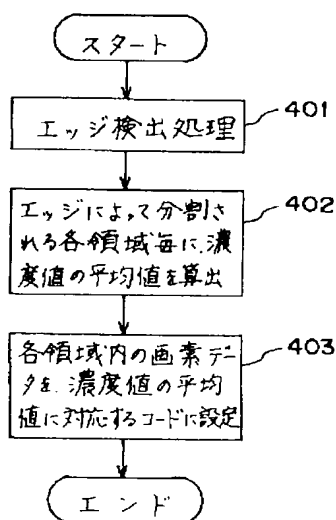 スタート
エッジ検出処理
401
エッジによって分割さ
れる各領域毎に、濃
度値の平均値を算出
402
各領域内の画素デー
タを、濃度値の平均
値に対応するコードに設定
403
エンド